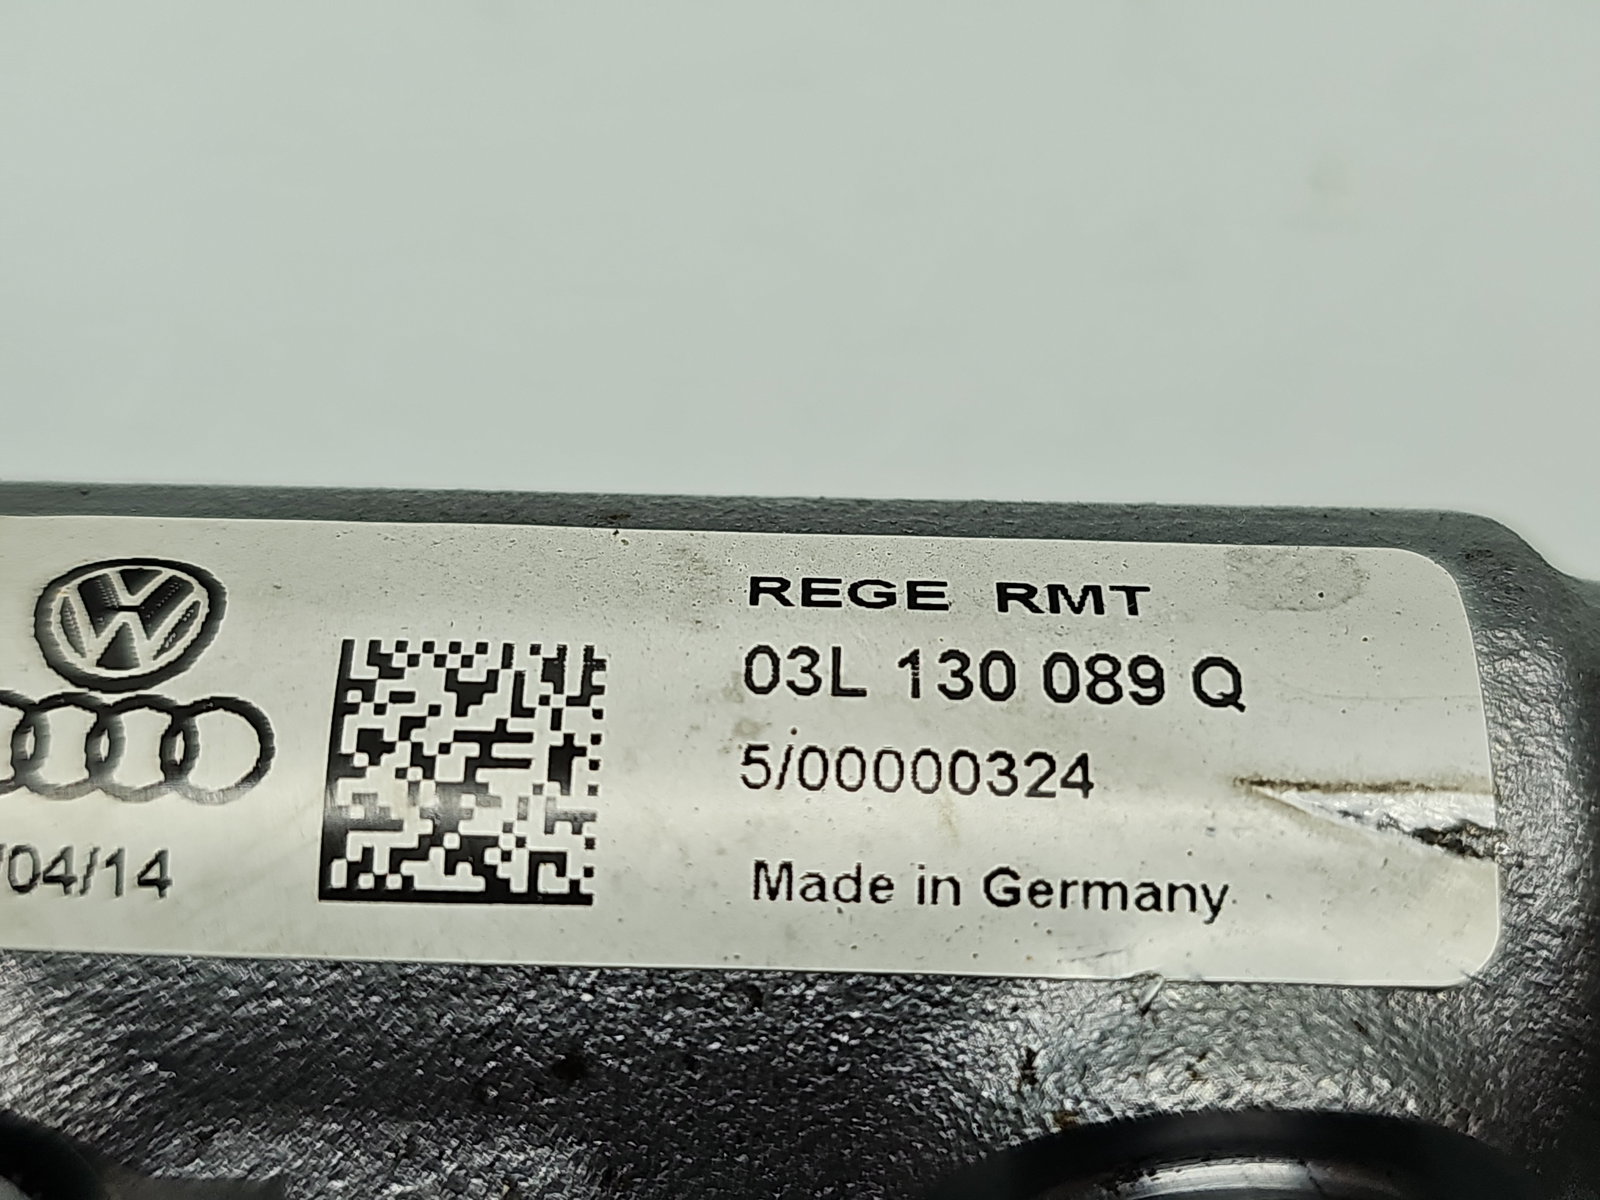 REGE RMT
03L 130 089 Q
5/00000324
/04/14
Made in Germany